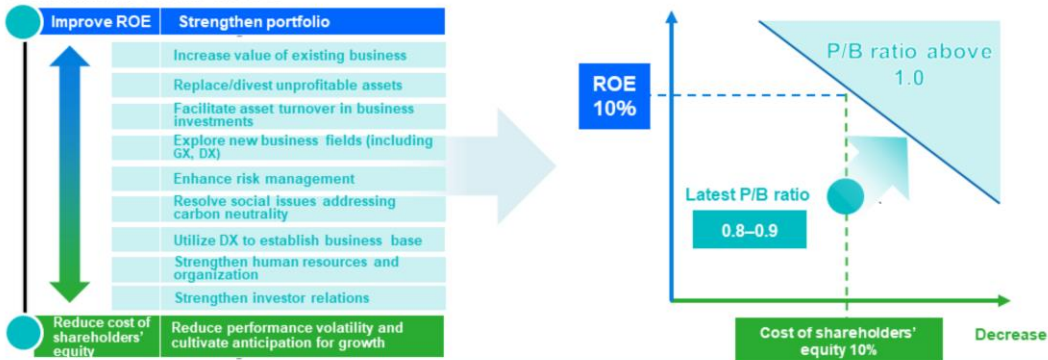 Improve ROE
Strengthen portfolio
Increase value of existing business
Replace/divest unprofitable assets
Facilitate asset turnover in business
investments
Explore new business fields (including
GX, DX)
Enhance risk management
Resolve social issues addressing
carbon neutrality
Utilize DX to establish business base
Strengthen human resources and
organization
Strengthen investor relations
Reduce cost of
shareholders'
equity
Reduce performance volatility and
cultivate anticipation for growth
P/B ratio above
1.0
ROE
10%
Latest P/B ratio
0.8–0.9
Cost of shareholders'
equity 10%
Decrease